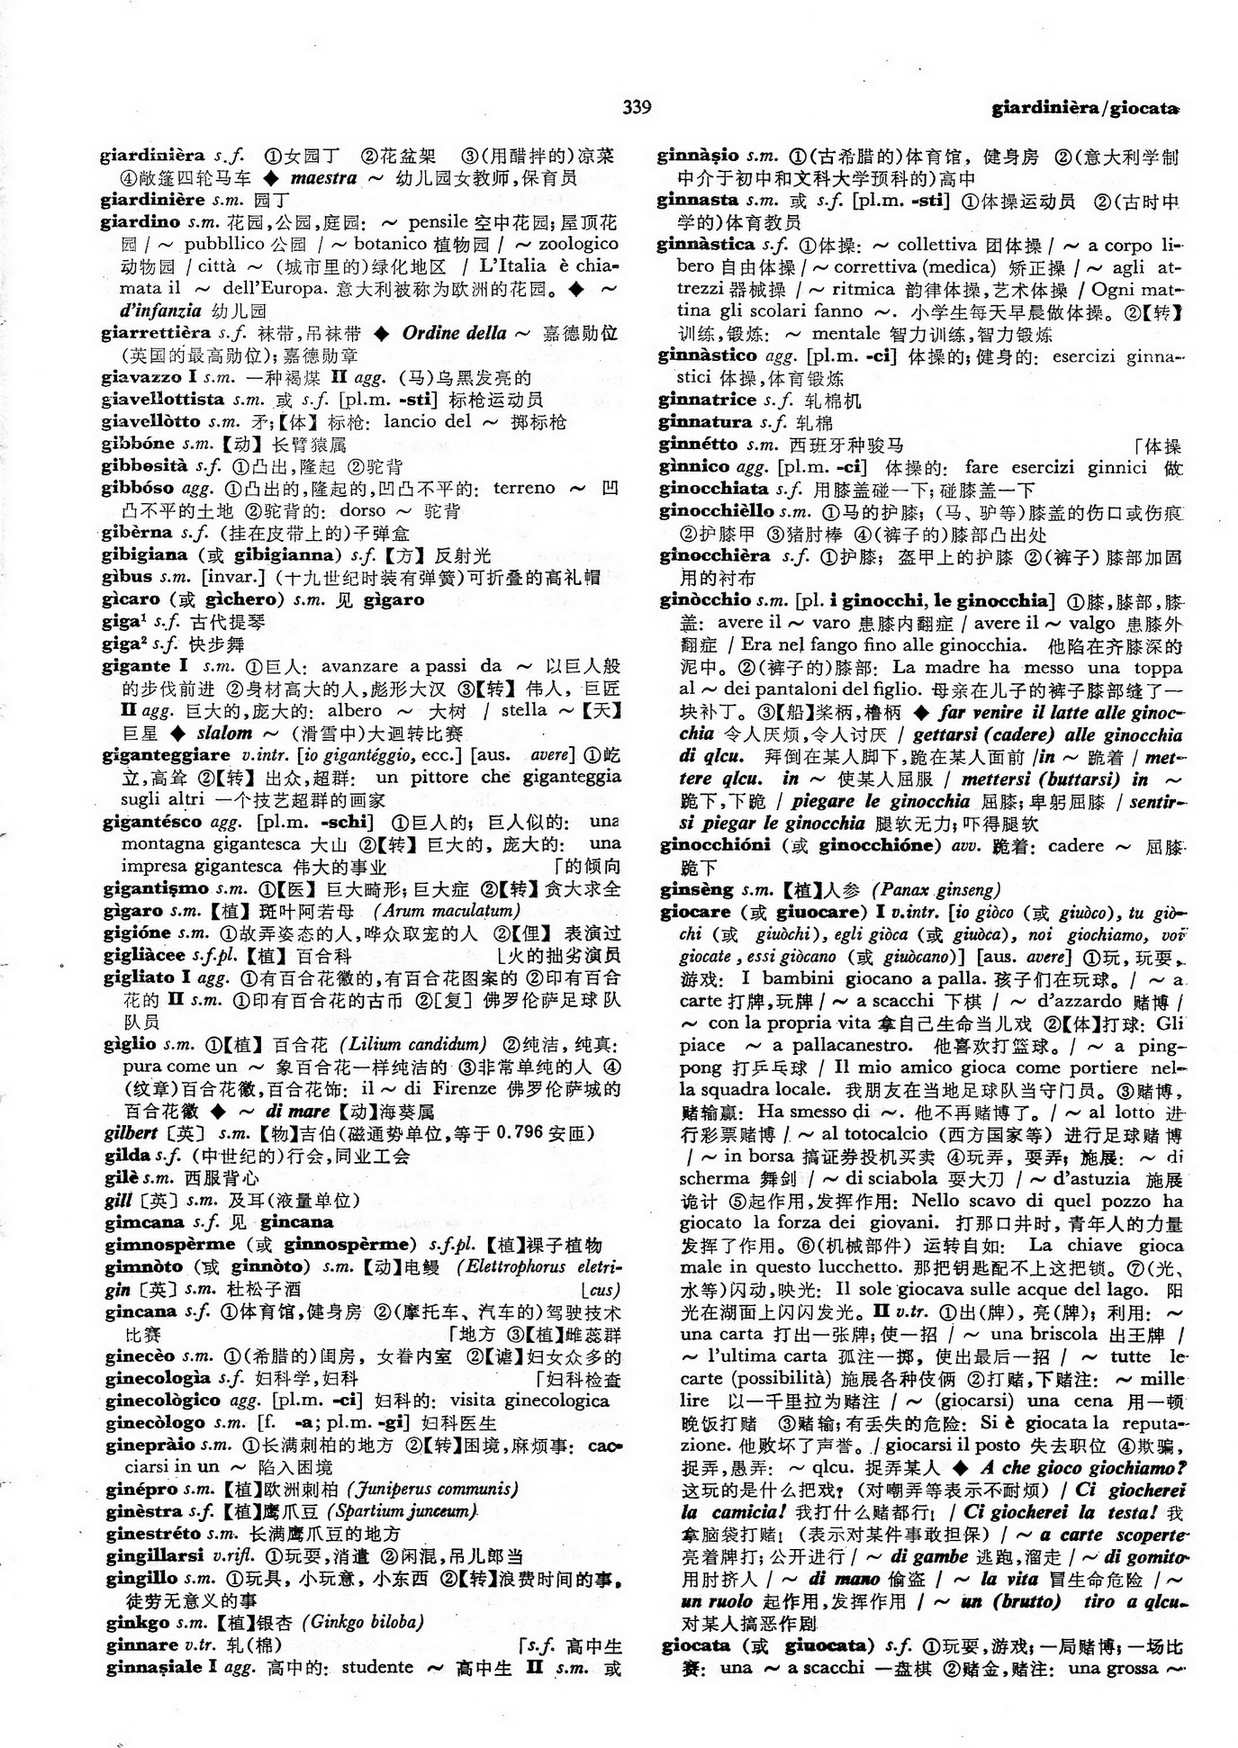 339
giardinièra/giocata
giardinièra s.f. ①女园丁 ②花盆架 ③(用醋拌的)凉菜
④敞篷四轮马车 ◆ maestra ~ 幼儿园女教师,保育员
giardinière s.m. 园丁
giardino s.m. 花园,公园,庭园: ~ pensile 空中花园;屋顶花
园 / ~ pubbllico 公园 / ~ botanico 植物园 / ~ zoologico
动物园 / città ~ (城市里的)绿化地区 / L'Italia è chia-
mata il ~ dell'Europa. 意大利被称为欧洲的花园。◆ ~
d'infanzia 幼儿园
giarrettièra s.f. 袜带,吊袜带 ◆ Ordine della ~ 嘉德勋位
(英国的最高勋位);嘉德勋章
giavazzo I s.m. 一种褐煤 II agg. (马)乌黑发亮的
giavellottista s.m. 或 s.f. [pl.m. -sti] 标枪运动员
giavellòtto s.m. 矛;【体】标枪: lancio del ~ 掷标枪
gibbóne s.m.【动】长臂猿属
gibbosità s.f. ①凸出,隆起 ②驼背
gibbóso agg. ①凸出的,隆起的,凹凸不平的: terreno ~ 凹
凸不平的土地 ②驼背的: dorso ~ 驼背
gibèrna s.f. (挂在皮带上的)子弹盒
gibigiana (或 gibigianna) s.f.【方】反射光
gìbus s.m. [invar.] (十九世纪时装有弹簧)可折叠的高礼帽
gìcaro (或 gìchero) s.m. 见 gìgaro
giga¹ s.f. 古代提琴
giga² s.f. 快步舞
gigante I s.m. ①巨人: avanzare a passi da ~ 以巨人般
的步伐前进 ②身材高大的人,彪形大汉 ③【转】伟人, 巨匠
II agg. 巨大的,庞大的: albero ~ 大树 / stella ~【天】
巨星 ◆ slalom ~ (滑雪中)大迴转比赛
giganteggiare v.intr. [io gigantéggio, ecc.] [aus. avere] ①屹
立,高耸 ②【转】出众,超群: un pittore che giganteggia
sugli altri 一个技艺超群的画家
gigantésco agg. [pl.m. -schi] ①巨人的; 巨人似的: una
montagna gigantesca 大山 ②【转】巨大的, 庞大的: una
impresa gigantesca 伟大的事业 「的倾向
gigantiṣmo s.m. ①【医】巨大畸形;巨大症 ②【转】贪大求全
gìgaro s.m.【植】斑叶阿若母 (Arum maculatum)
gigióne s.m. ①故弄姿态的人,哗众取宠的人 ②【俚】表演过
gigliàcee s.f.pl.【植】百合科 ⌊火的拙劣演员
gigliato I agg. ①有百合花徽的,有百合花图案的 ②印有百合
花的 II s.m. ①印有百合花的古币 ②[复] 佛罗伦萨足球队
队员
gìglio s.m. ①【植】百合花 (Lilium candidum) ②纯洁,纯真:
pura come un ~ 象百合花一样纯洁的 ③非常单纯的人 ④
(纹章)百合花徽,百合花饰: il ~ di Firenze 佛罗伦萨城的
百合花徽 ◆ ~ di mare【动】海葵属
gilbert [英] s.m.【物】吉伯(磁通势单位,等于 0.796 安匝)
gilda s.f. (中世纪的)行会,同业工会
gilè s.m. 西服背心
gill [英] s.m. 及耳(液量单位)
gimcana s.f. 见 gincana
gimnospèrme (或 ginnospèrme) s.f.pl.【植】裸子植物
gimnòto (或 ginnòto) s.m.【动】电鳗 (Elettrophorus eletri-
gin [英] s.m. 杜松子酒 ⌊cus)
gincana s.f. ①体育馆,健身房 ②(摩托车、汽车的)驾驶技术
比赛 「地方 ③【植】雌蕊群
ginecèo s.m. ①(希腊的)闺房, 女眷内室 ②【谑】妇女众多的
ginecologìa s.f. 妇科学,妇科 「妇科检查
ginecològico agg. [pl.m. -ci] 妇科的: visita ginecologica
ginecòlogo s.m. [f. -a; pl.m. -gi] 妇科医生
ginepràio s.m. ①长满刺柏的地方 ②【转】困境,麻烦事: cac-
ciarsi in un ~ 陷入困境
ginépro s.m.【植】欧洲刺柏 (Juniperus communis)
ginèstra s.f.【植】鹰爪豆 (Spartium junceum)
ginestréto s.m. 长满鹰爪豆的地方
gingillarsi v.rifl. ①玩耍,消遣 ②闲混,吊儿郎当
gingillo s.m. ①玩具, 小玩意, 小东西 ②【转】浪费时间的事,
徒劳无意义的事
ginkgo s.m.【植】银杏 (Ginkgo biloba)
ginnare v.tr. 轧(棉) 「s.f. 高中生
ginnaṣiale I agg. 高中的: studente ~ 高中生 II s.m. 或
ginnàṣio s.m. ①(古希腊的)体育馆, 健身房 ②(意大利学制
中介于初中和文科大学预科的)高中
ginnasta s.m. 或 s.f. [pl.m. -sti] ①体操运动员 ②(古时中
学的)体育教员
ginnàstica s.f. ①体操: ~ collettiva 团体操 / ~ a corpo li-
bero 自由体操 / ~ correttiva (medica) 矫正操 / ~ agli at-
trezzi 器械操 / ~ ritmica 韵律体操,艺术体操 / Ogni mat-
tina gli scolari fanno ~. 小学生每天早晨做体操。②【转】
训练,锻炼: ~ mentale 智力训练,智力锻炼
ginnàstico agg. [pl.m. -ci] 体操的;健身的: esercizi ginna-
stici 体操,体育锻炼
ginnatrice s.f. 轧棉机
ginnatura s.f. 轧棉
ginnétto s.m. 西班牙种骏马 「体操
gìnnico agg. [pl.m. -ci] 体操的: fare esercizi ginnici 做
ginocchiata s.f. 用膝盖碰一下;碰膝盖一下
ginocchièllo s.m. ①马的护膝; (马、驴等)膝盖的伤口或伤痕
②护膝甲 ③猪肘棒 ④(裤子的)膝部凸出处
ginocchièra s.f. ①护膝; 盔甲上的护膝 ②(裤子)膝部加固
用的衬布
ginòcchio s.m. [pl. i ginocchi, le ginocchia] ①膝,膝部,膝
盖: avere il ~ varo 患膝内翻症 / avere il ~ valgo 患膝外
翻症 / Era nel fango fino alle ginocchia. 他陷在齐膝深的
泥中。②(裤子的)膝部: La madre ha messo una toppa
al ~ dei pantaloni del figlio. 母亲在儿子的裤子膝部缝了一
块补丁。③【船】桨柄,橹柄 ◆ far venire il latte alle ginoc-
chia 令人厌烦,令人讨厌 / gettarsi (cadere) alle ginocchia
di qlcu. 拜倒在某人脚下,跪在某人面前 /in ~ 跪着 / met-
tere qlcu. in ~ 使某人屈服 / mettersi (buttarsi) in ~
跪下,下跪 / piegare le ginocchia 屈膝;卑躬屈膝 / sentir-
si piegar le ginocchia 腿软无力;吓得腿软
ginocchióni (或 ginocchióne) avv. 跪着: cadere ~ 屈膝
跪下
ginsèng s.m.【植】人参 (Panax ginseng)
giocare (或 giuocare) I v.intr. [io giòco (或 giuòco), tu giò-
chi (或 giuòchi), egli giòca (或 giuòca), noi giochiamo, voi
giocate, essi giòcano (或 giuòcano)] [aus. avere] ①玩,玩耍,
游戏: I bambini giocano a palla. 孩子们在玩球。/ ~ a
carte 打牌,玩牌 / ~ a scacchi 下棋 / ~ d'azzardo 赌博 /
~ con la propria vita 拿自己生命当儿戏 ②【体】打球: Gli
piace ~ a pallacanestro. 他喜欢打篮球。/ ~ a ping-
pong 打乒乓球 / Il mio amico gioca come portiere nel-
la squadra locale. 我朋友在当地足球队当守门员。③赌博,
赌输赢: Ha smesso di ~. 他不再赌博了。/ ~ al lotto 进
行彩票赌博 / ~ al totocalcio (西方国家等) 进行足球赌博
/ ~ in borsa 搞证券投机买卖 ④玩弄, 耍弄; 施展: ~ di
scherma 舞剑 / ~ di sciabola 耍大刀 / ~ d'astuzia 施展
诡计 ⑤起作用,发挥作用: Nello scavo di quel pozzo ha
giocato la forza dei giovani. 打那口井时, 青年人的力量
发挥了作用。⑥(机械部件) 运转自如: La chiave gioca
male in questo lucchetto. 那把钥匙配不上这把锁。⑦(光、
水等)闪动,映光: Il sole giocava sulle acque del lago. 阳
光在湖面上闪闪发光。II v.tr. ①出(牌), 亮(牌); 利用: ~
una carta 打出一张牌;使一招 / ~ una briscola 出王牌 /
~ l'ultima carta 孤注一掷, 使出最后一招 / ~ tutte le
carte (possibilità) 施展各种伎俩 ②打赌,下赌注: ~ mille
lire 以一千里拉为赌注 / ~ (giocarsi) una cena 用一顿
晚饭打赌 ③赌输;有丢失的危险: Si è giocata la reputa-
zione. 他败坏了声誉。/ giocarsi il posto 失去职位 ④欺骗,
捉弄,愚弄: ~ qlcu. 捉弄某人 ◆ A che gioco giochiamo?
这玩的是什么把戏? (对嘲弄等表示不耐烦) / Ci giocherei
la camicia! 我打什么赌都行! / Ci giocherei la testa! 我
拿脑袋打赌! (表示对某件事敢担保) / ~ a carte scoperte
亮着牌打;公开进行 / ~ di gambe 逃跑,溜走 / ~ di gomito
用肘挤人 / ~ di mano 偷盗 / ~ la vita 冒生命危险 / ~
un ruolo 起作用,发挥作用 / ~ un (brutto) tiro a qlcu.
对某人搞恶作剧
giocata (或 giuocata) s.f. ①玩耍,游戏;一局赌博;一场比
赛: una ~ a scacchi 一盘棋 ②赌金,赌注: una grossa ~